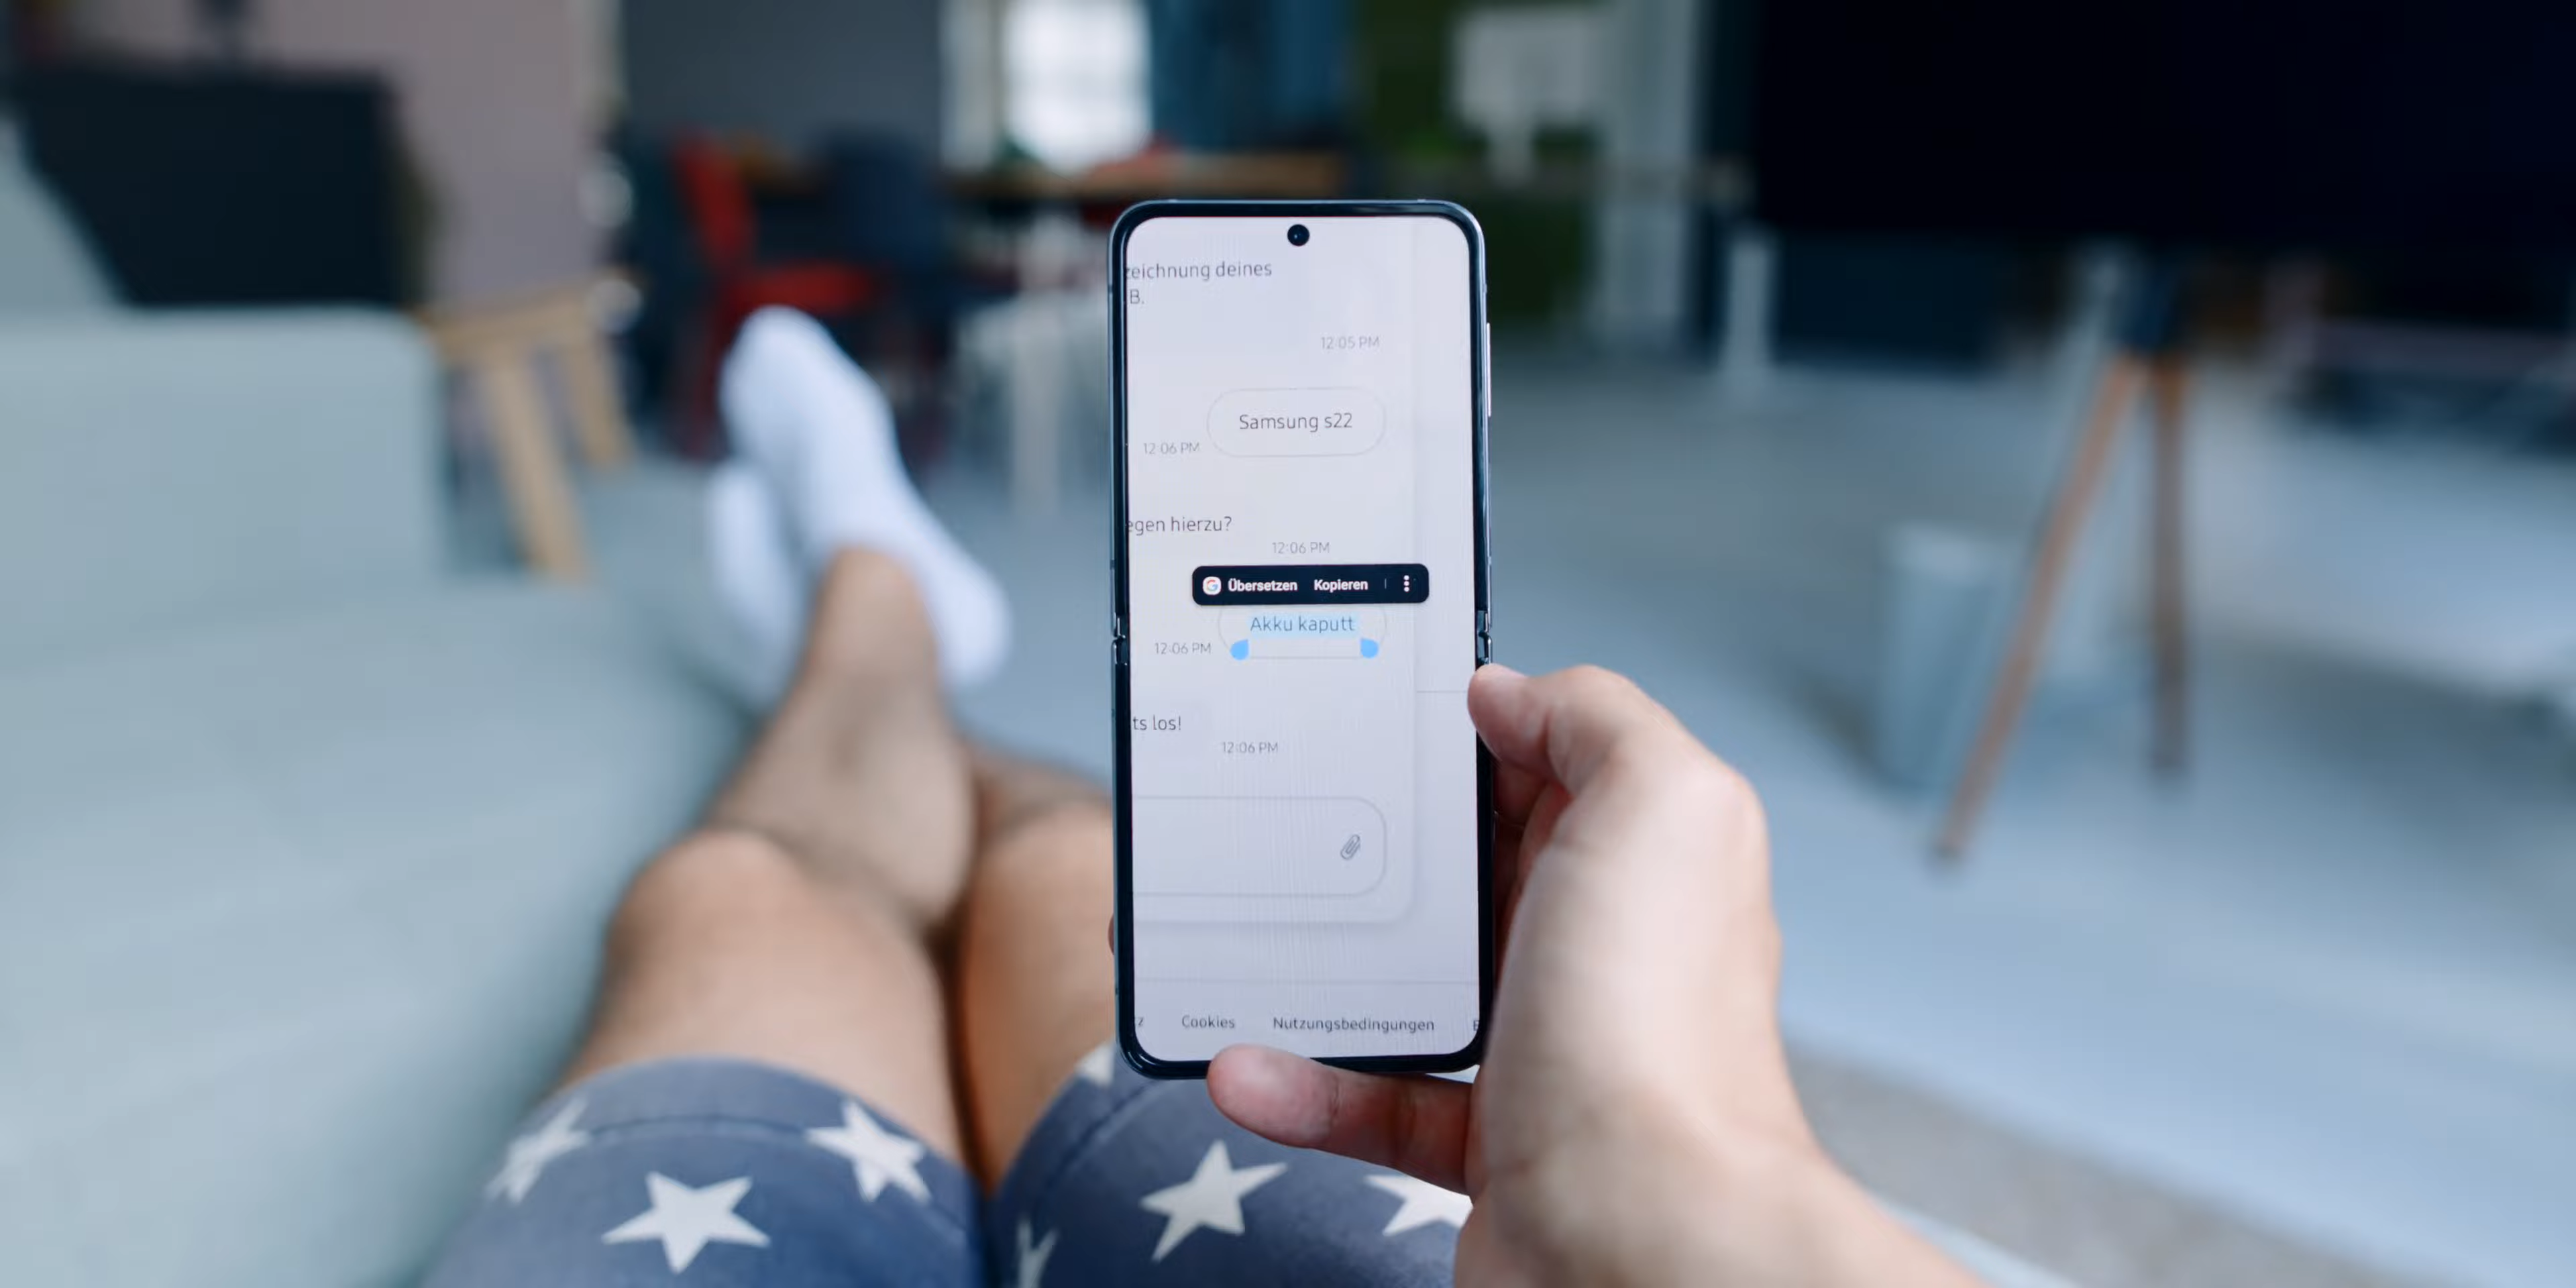 zeichnung deines
B.
12:05 PM
Samsung s22
12:06 PM
egen hierzu?
12:06 PM
Übersetzen Kopieren
Akku kaputt
12:06 PM
ts los!
12:06 PM
z Cookies Nutzungsbedingungen